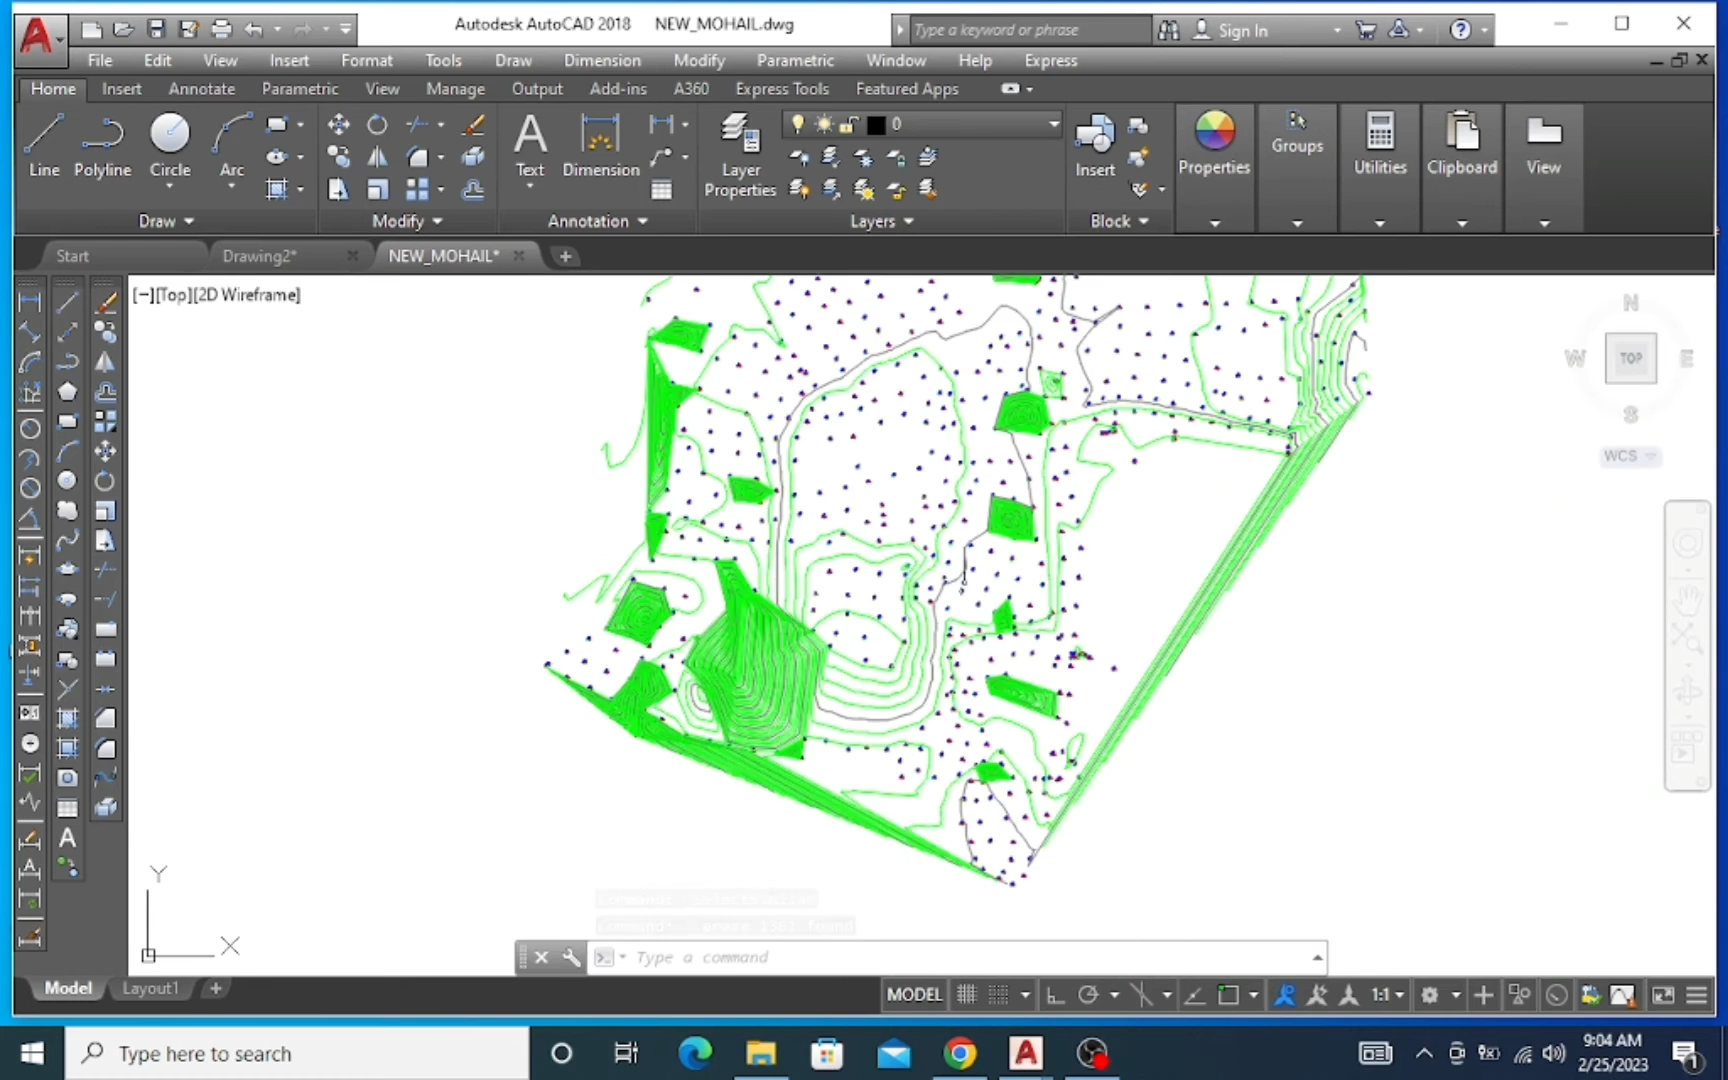 Autodesk AutoCAD 2018 NEW_MOHAIL.dwg
Type a keyword or phrase
Sign In
File Edit View Insert Format Tools Draw Dimension Modify Parametric Window Help Express
Home Insert Annotate Parametric View Manage Output Add-ins A360 Express Tools Featured Apps
0
Line Polyline Circle Arc
Text Dimension
Layer
Properties
Insert
Properties Groups Utilities Clipboard View
Draw Modify Annotation Layers Block
Start Drawing2* NEW_MOHAIL*
[−][Top][2D Wireframe]
N
W TOP E
S
WCS
A
Y
X
Type a command
Model Layout1
MODEL
1:1
Type here to search
9:04 AM
2/25/2023
1